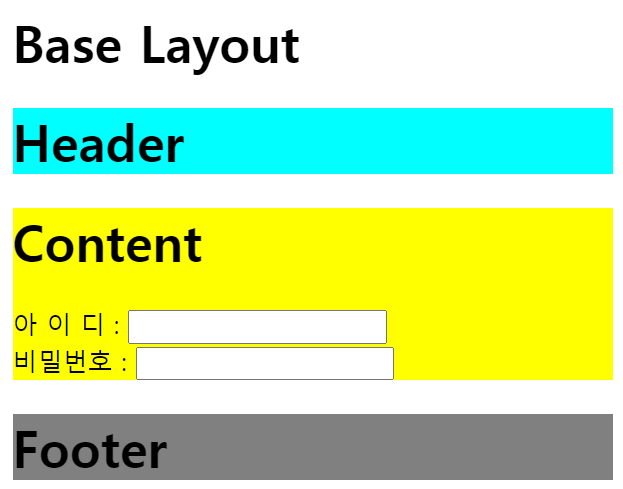 Base Layout
Header
Content
아 이 디 :
비밀번호 :
Footer